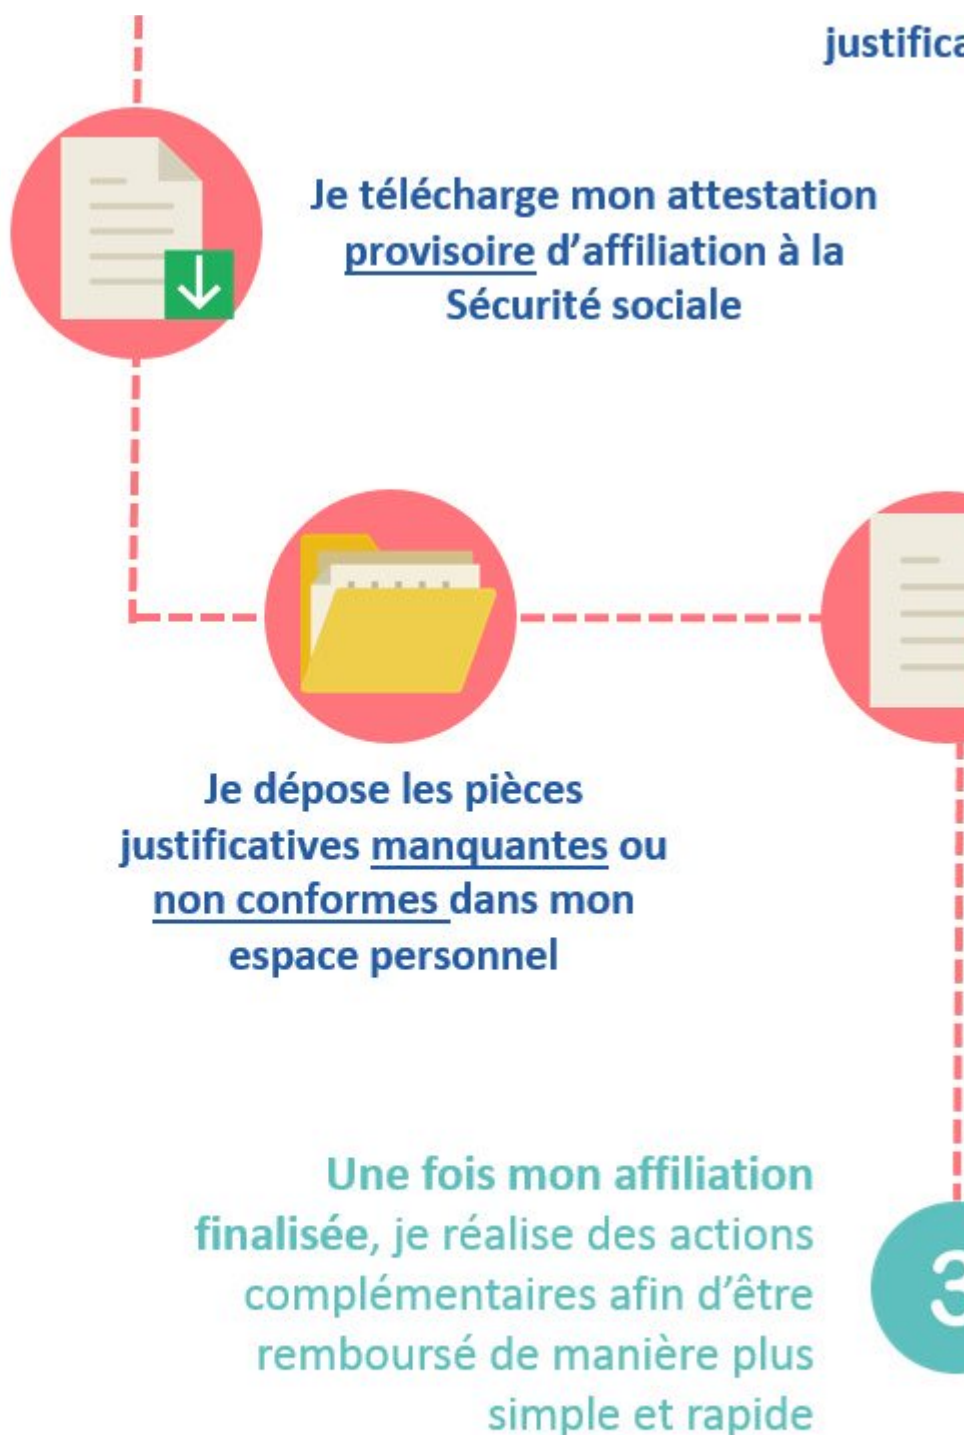 Je télécharge mon attestation
provisoire d’affiliation à la
Sécurité sociale
Je dépose les pièces
justificatives manquantes ou
non conformes dans mon
espace personnel
Une fois mon affiliation
finalisée, je réalise des actions
complémentaires afin d’être
remboursé de manière plus
simple et rapide
3